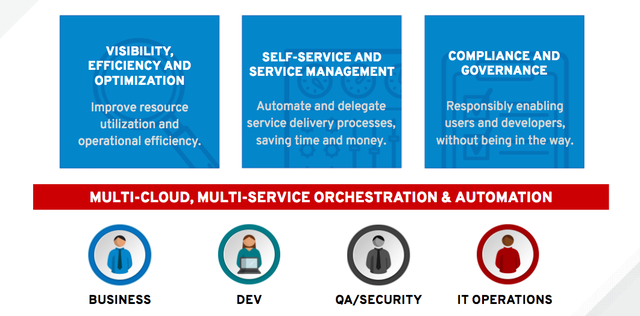 VISIBILITY,
EFFICIENCY AND
OPTIMIZATION
Improve resource
utilization and
operational efficiency.
SELF-SERVICE AND
SERVICE MANAGEMENT
Automate and delegate
service delivery processes,
saving time and money.
COMPLIANCE AND
GOVERNANCE
Responsibly enabling
users and developers,
without being in the way.
MULTI-CLOUD, MULTI-SERVICE ORCHESTRATION & AUTOMATION
BUSINESS
DEV
QA/SECURITY
IT OPERATIONS